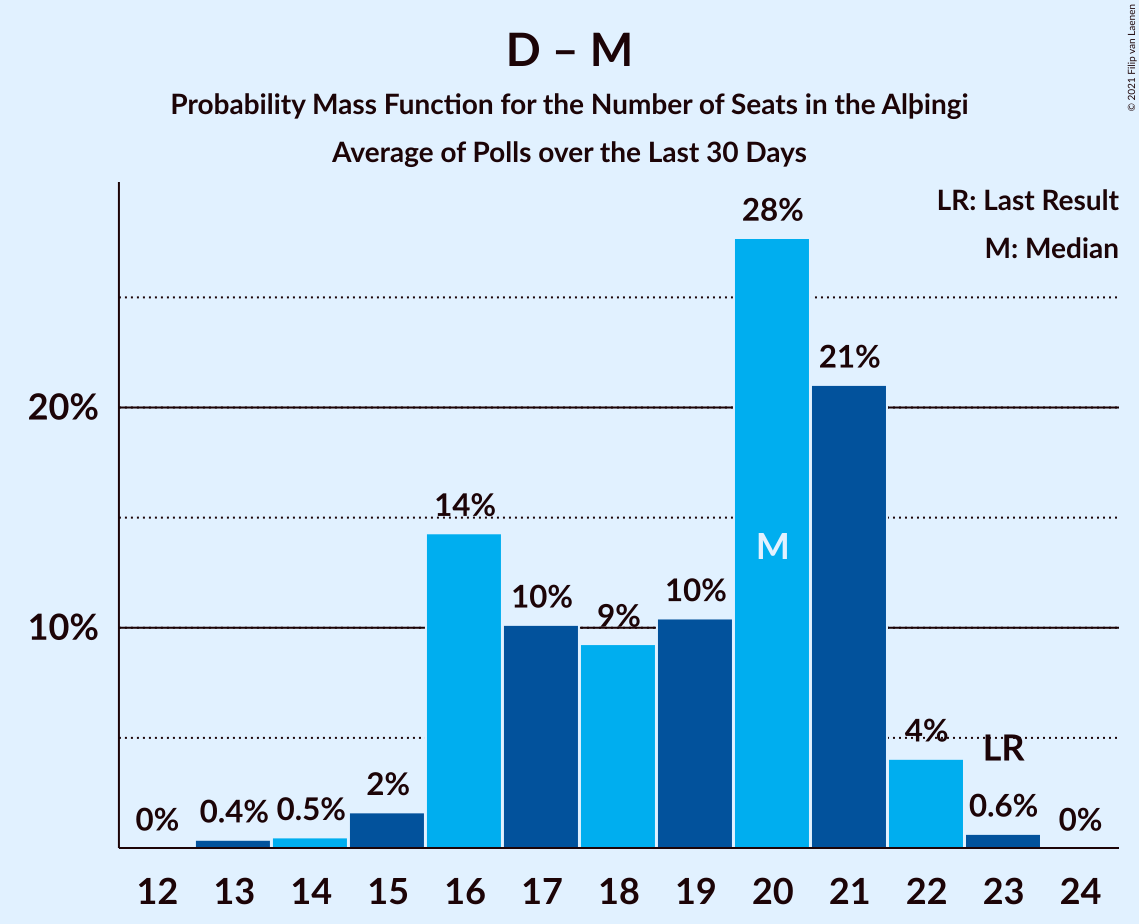 D – M
Probability Mass Function for the Number of Seats in the Alþingi
Average of Polls over the Last 30 Days
© 2021 Filip van Laenen
LR: Last Result
M: Median
28%
21%
20%
14%
M
10%
10%
9%
10%
4%
LR
2%
0%
0.4%
0.5%
0.6%
0%
12 13 14 15 16 17 18 19 20 21 22 23 24